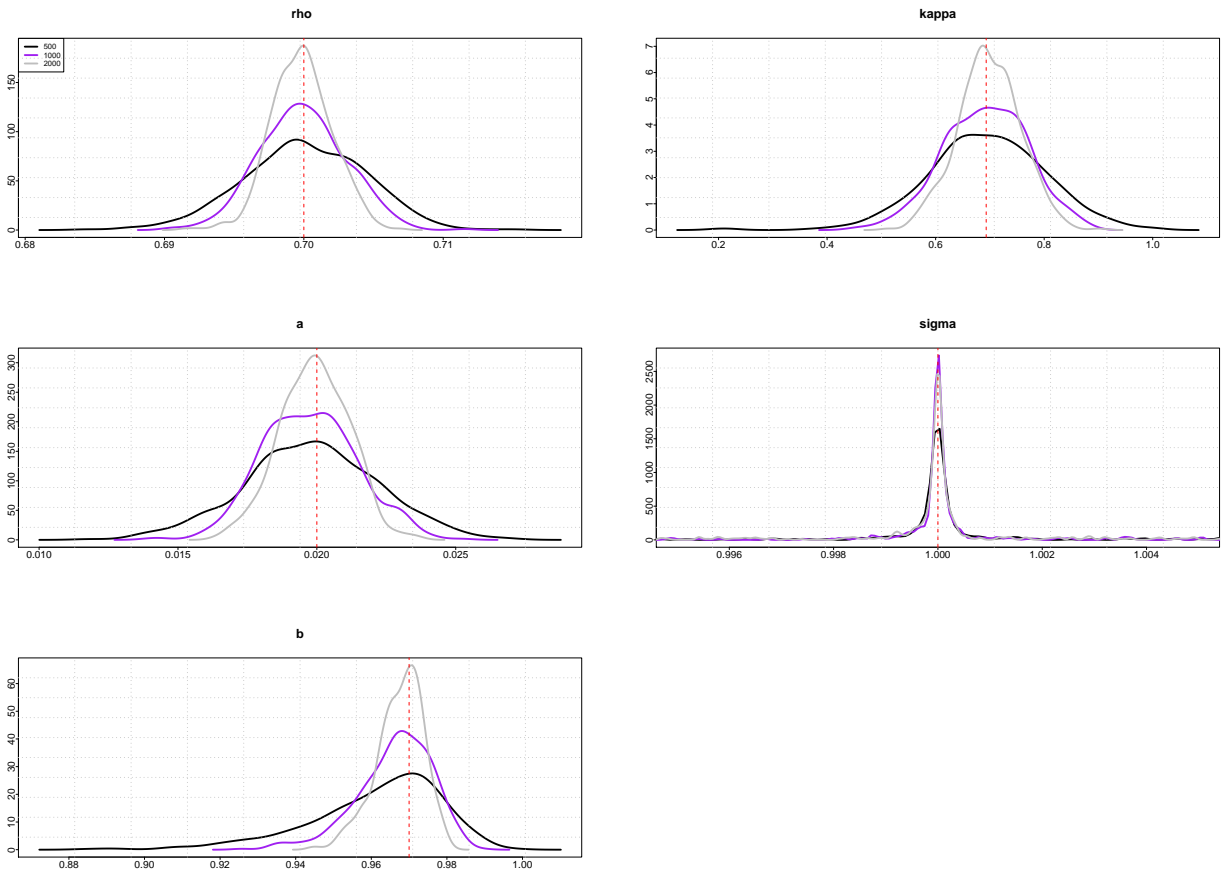 rho
500
1000
2000
0 50 100 150
0.68 0.69 0.70 0.71
kappa
0 1 2 3 4 5 6 7
0.2 0.4 0.6 0.8 1.0
a
0 50 100 150 200 250 300
0.010 0.015 0.020 0.025
sigma
0 500 1000 1500 2000 2500
0.996 0.998 1.000 1.002 1.004
b
0 10 20 30 40 50 60
0.88 0.90 0.92 0.94 0.96 0.98 1.00